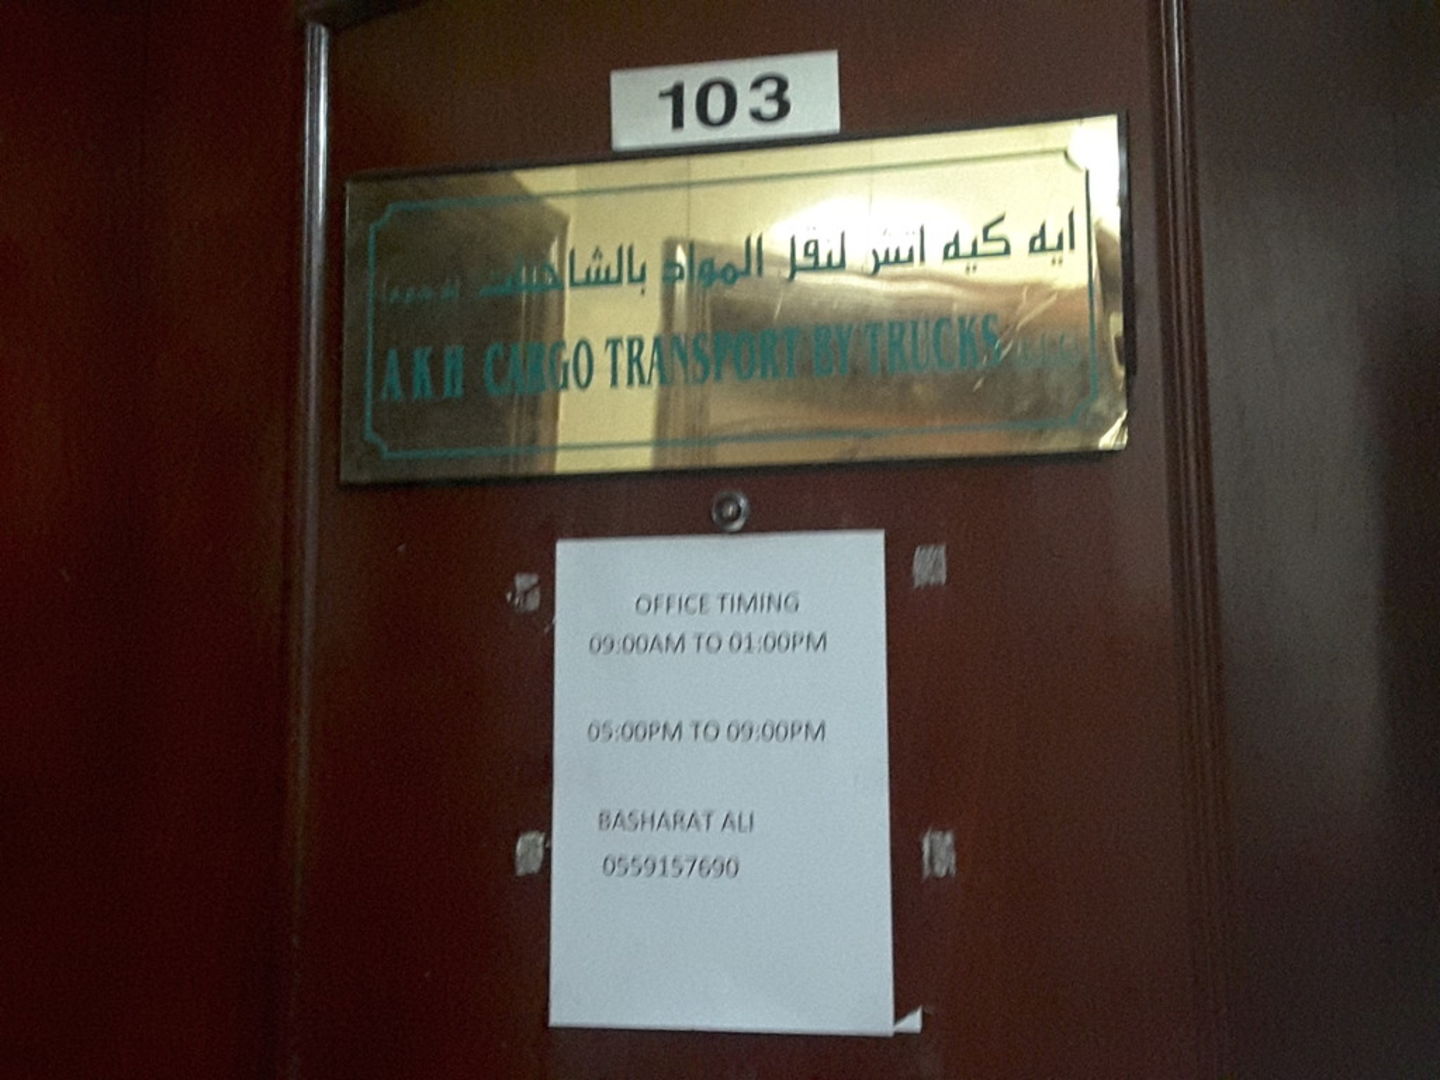 103
ايه كيه اتش لنقل المواد بالشاحنات
AKH CARGO TRANSPORT BY TRUCKS
OFFICE TIMING
09:00AM TO 01:00PM
05:00PM TO 09:00PM
BASHARAT ALI
0559157690